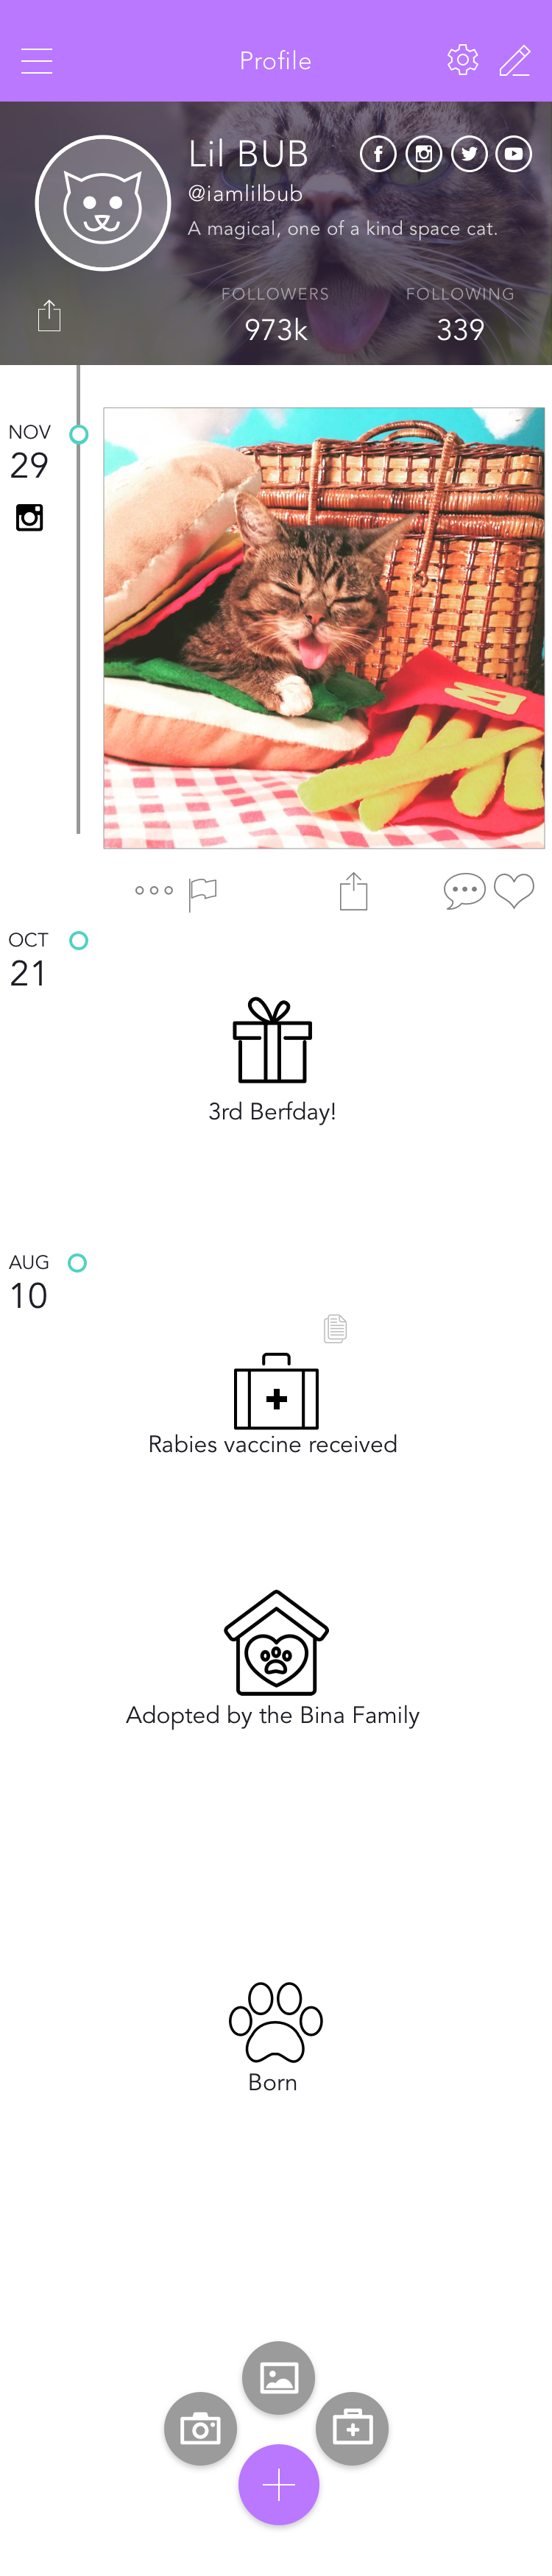 Profile
Lil BUB
@iamlilbub
A magical, one of a kind space cat.
FOLLOWERS FOLLOWING
973k 339
NOV
29
OCT
21
3rd Berfday!
AUG
10
Rabies vaccine received
Adopted by the Bina Family
Born